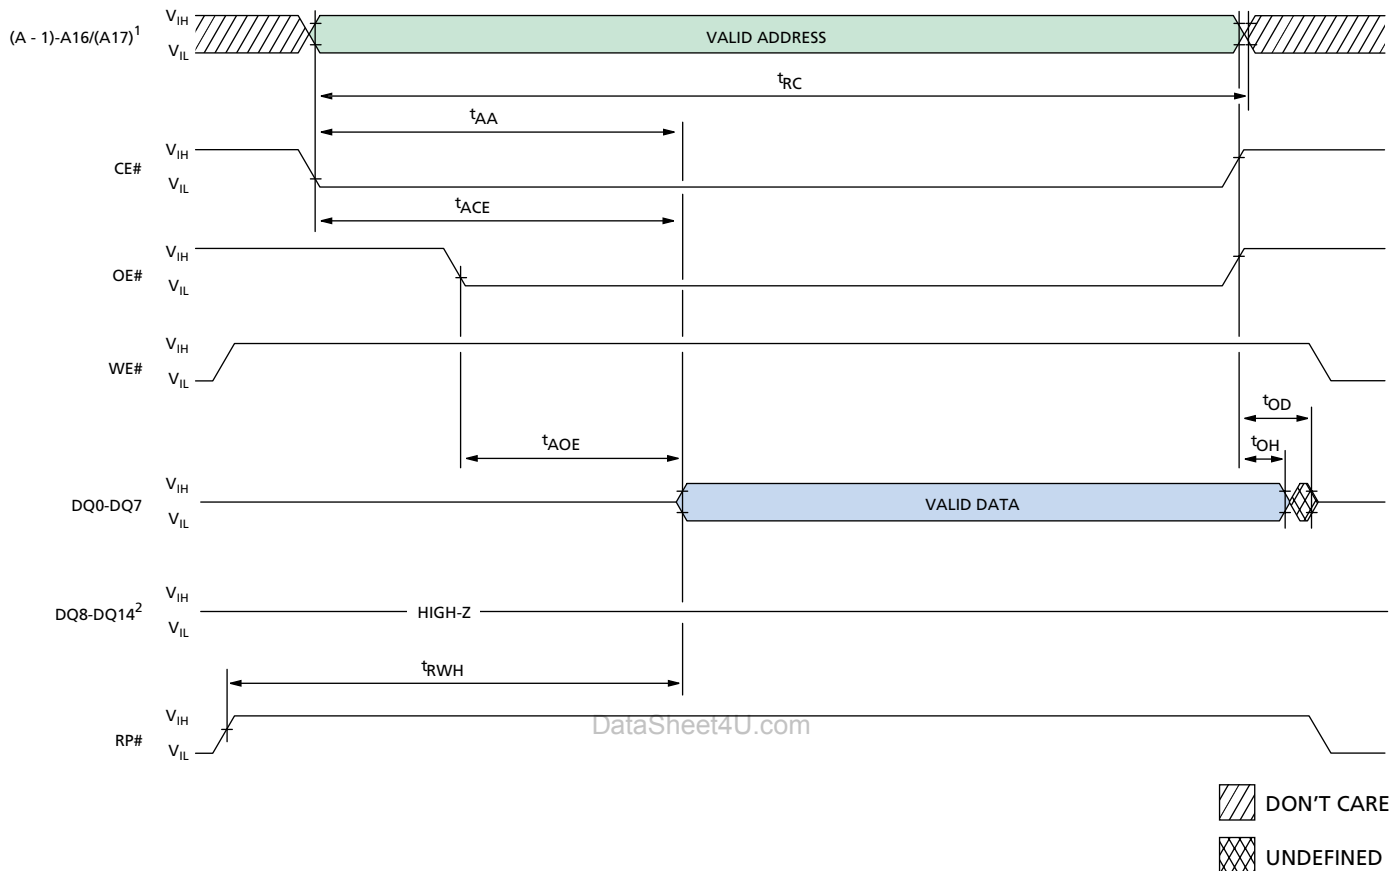 (A - 1)-A16/(A17)1
VIH
VIL
VALID ADDRESS
tRC
tAA
CE#
VIH
VIL
tACE
OE#
VIH
VIL
WE#
VIH
VIL
tOD
tAOE
tOH
DQ0-DQ7
VIH
VIL
VALID DATA
DQ8-DQ142
VIH
VIL
HIGH-Z
tRWH
RP#
VIH
VIL
DataSheet4U.com
DON'T CARE
UNDEFINED